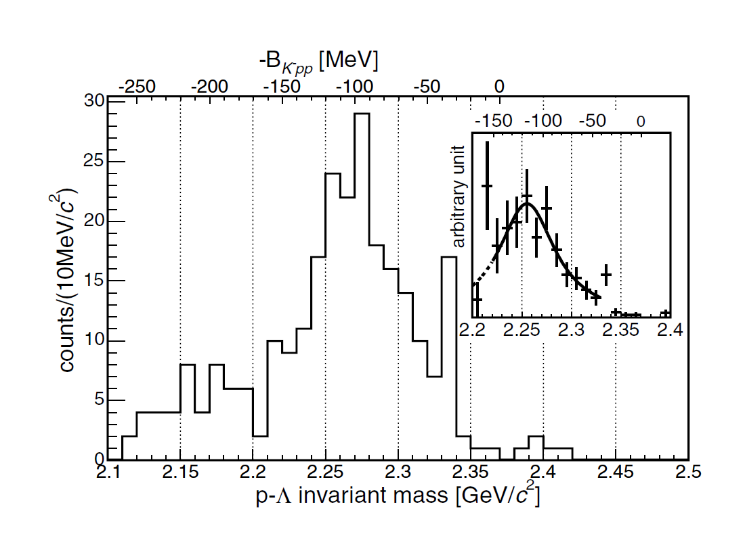 -B_{K^-pp} [MeV]
-250 -200 -150 -100 -50 0
30
25
20
15
10
5
0
counts/(10MeV/c²)
2.1 2.15 2.2 2.25 2.3 2.35 2.4 2.45 2.5
p-Λ invariant mass [GeV/c²]
-150 -100 -50 0
arbitrary unit
2.2 2.25 2.3 2.35 2.4